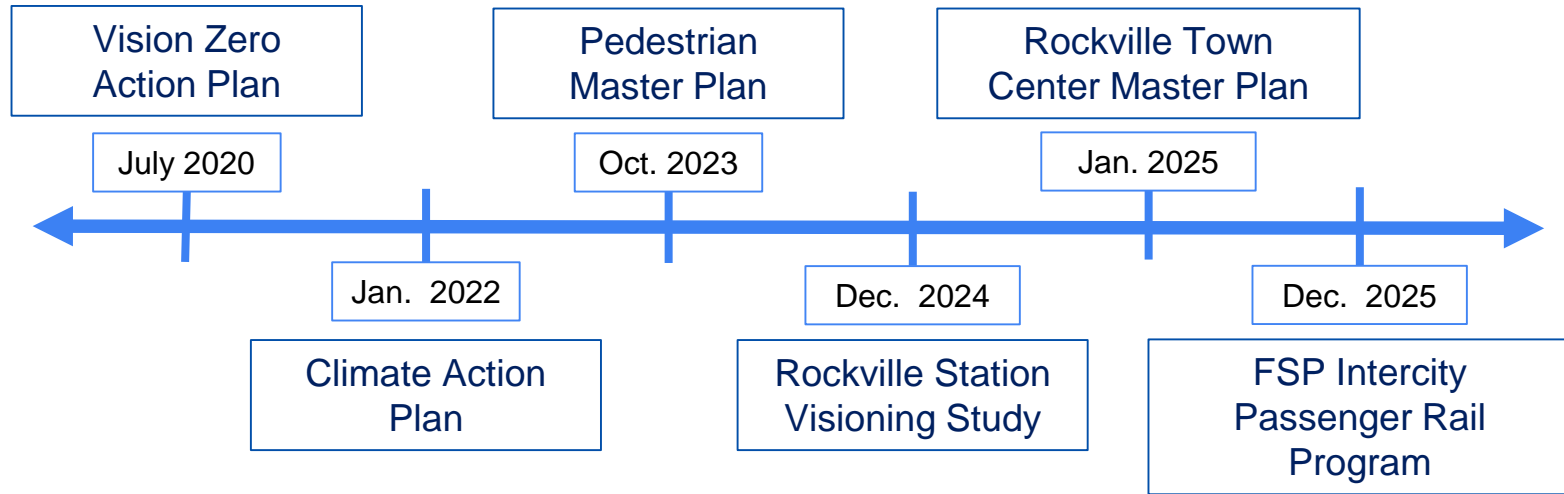 Vision Zero
Action Plan
July 2020
Jan.  2022
Climate Action
Plan
Pedestrian
Master Plan
Oct. 2023
Dec.  2024
Rockville Station
Visioning Study
Rockville Town
Center Master Plan
Jan. 2025
Dec.  2025
FSP Intercity
Passenger Rail
Program